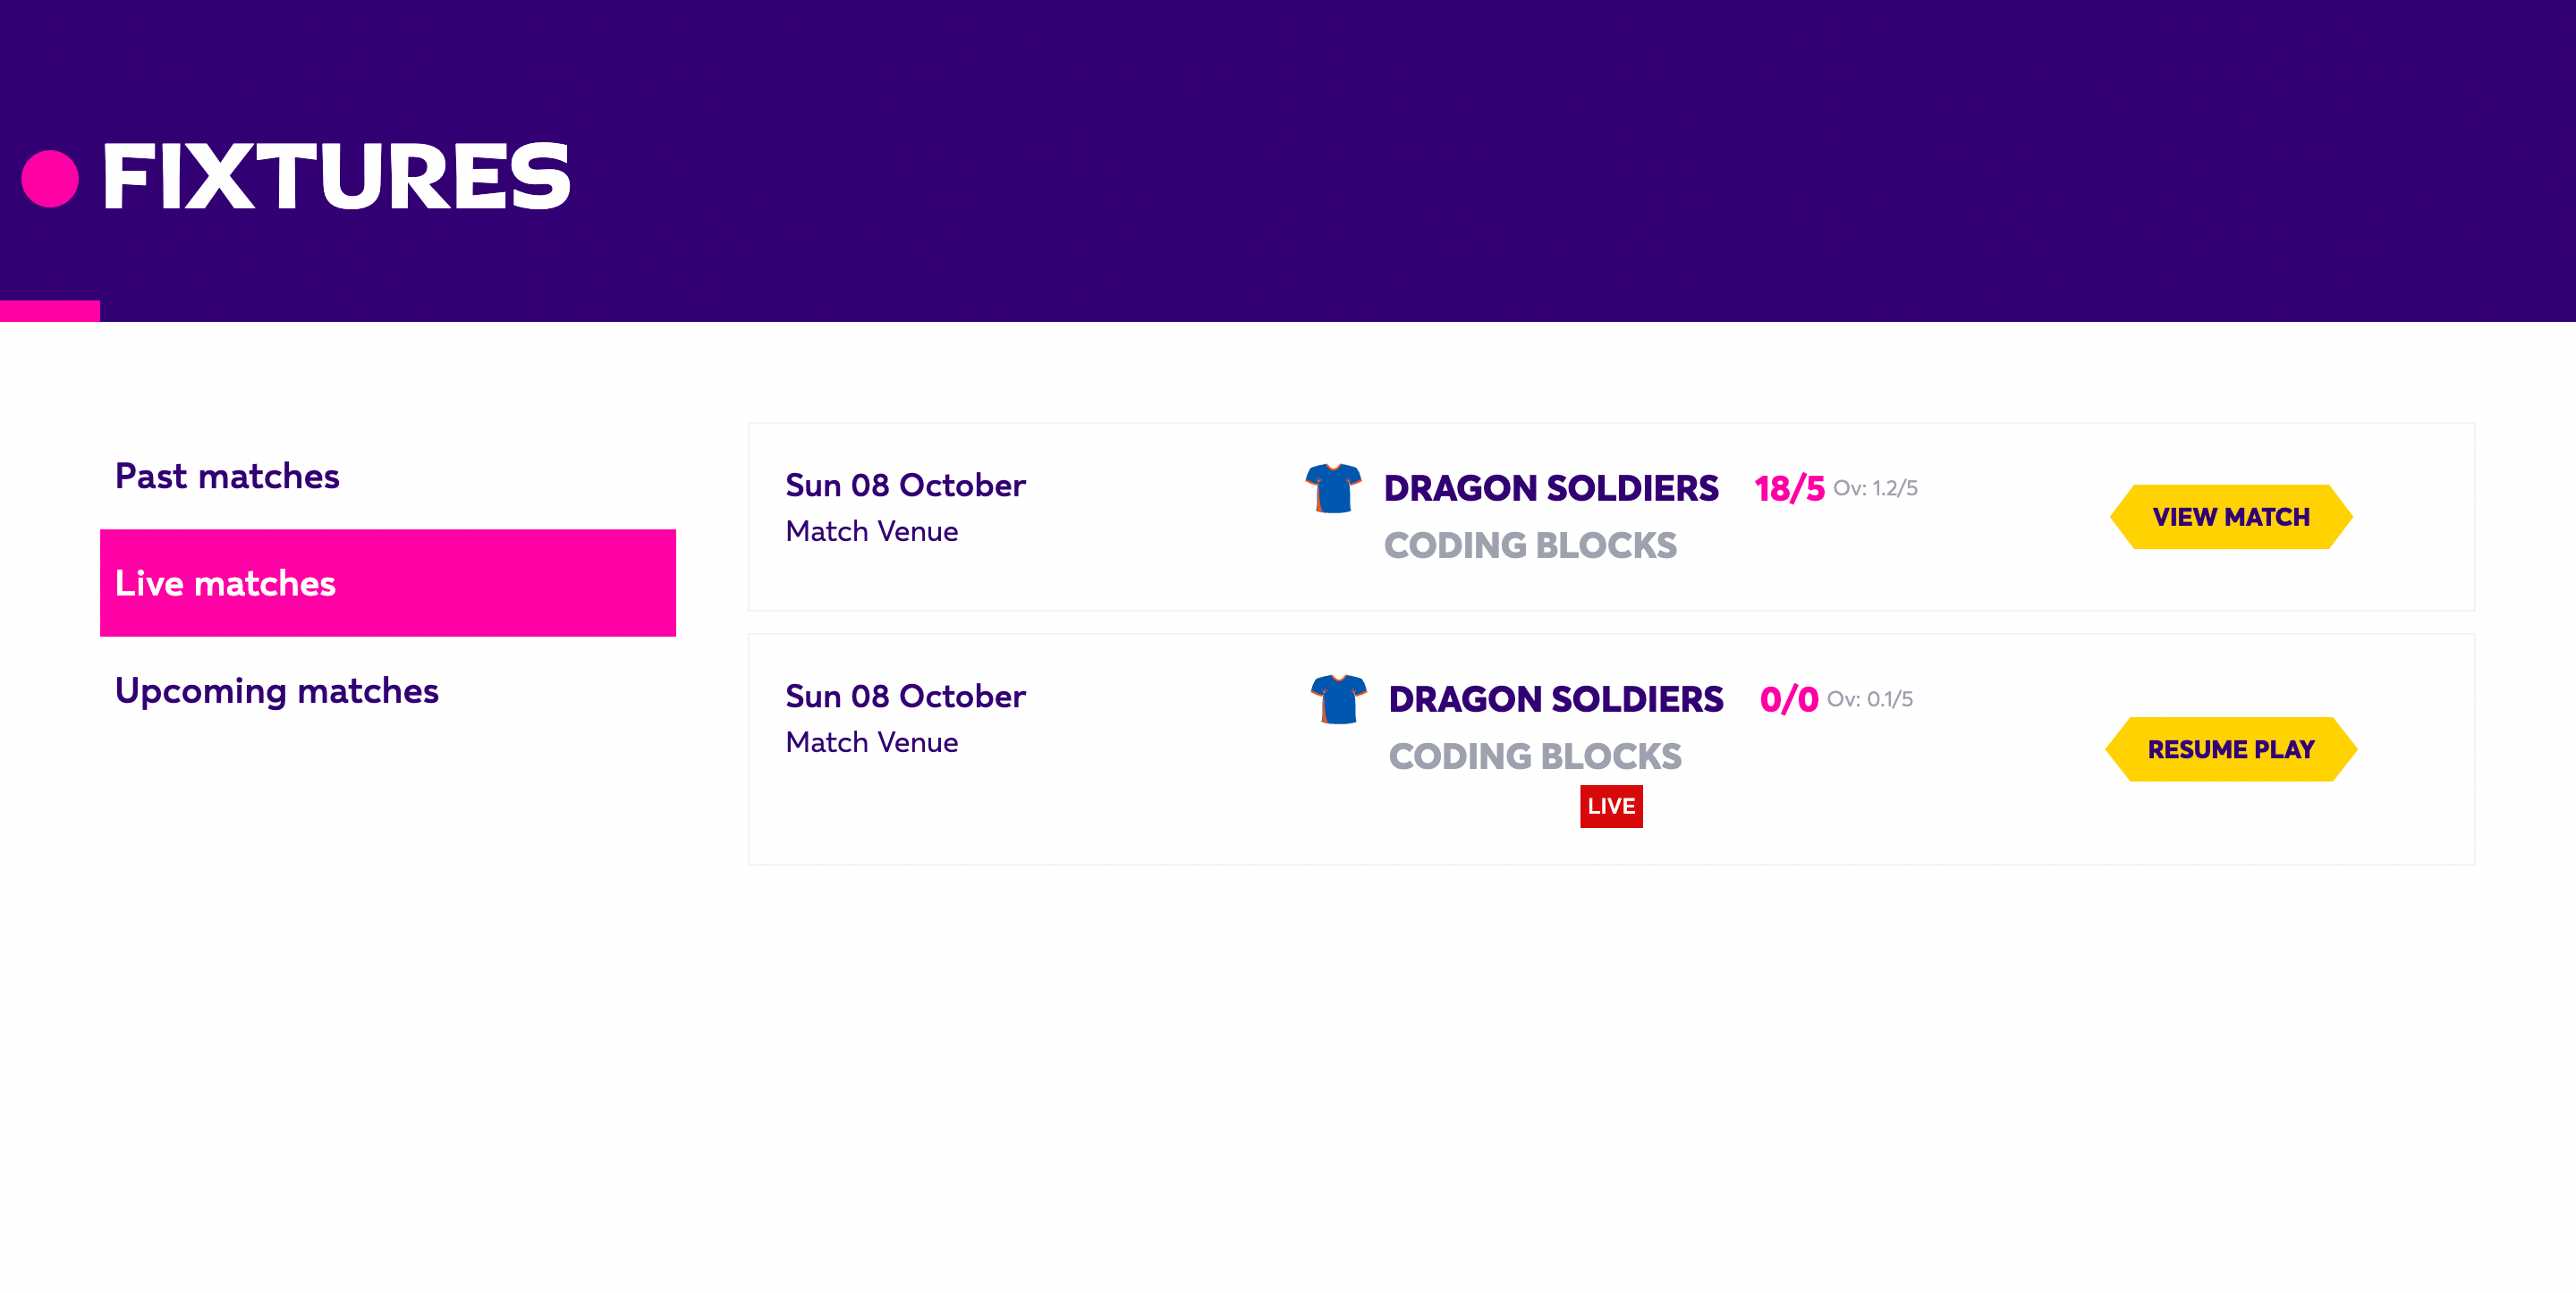 FIXTURES
Past matches
Live matches
Upcoming matches
Sun 08 October
Match Venue
DRAGON SOLDIERS 18/5 Ov: 1.2/5
CODING BLOCKS
VIEW MATCH
Sun 08 October
Match Venue
DRAGON SOLDIERS 0/0 Ov: 0.1/5
CODING BLOCKS
LIVE
RESUME PLAY